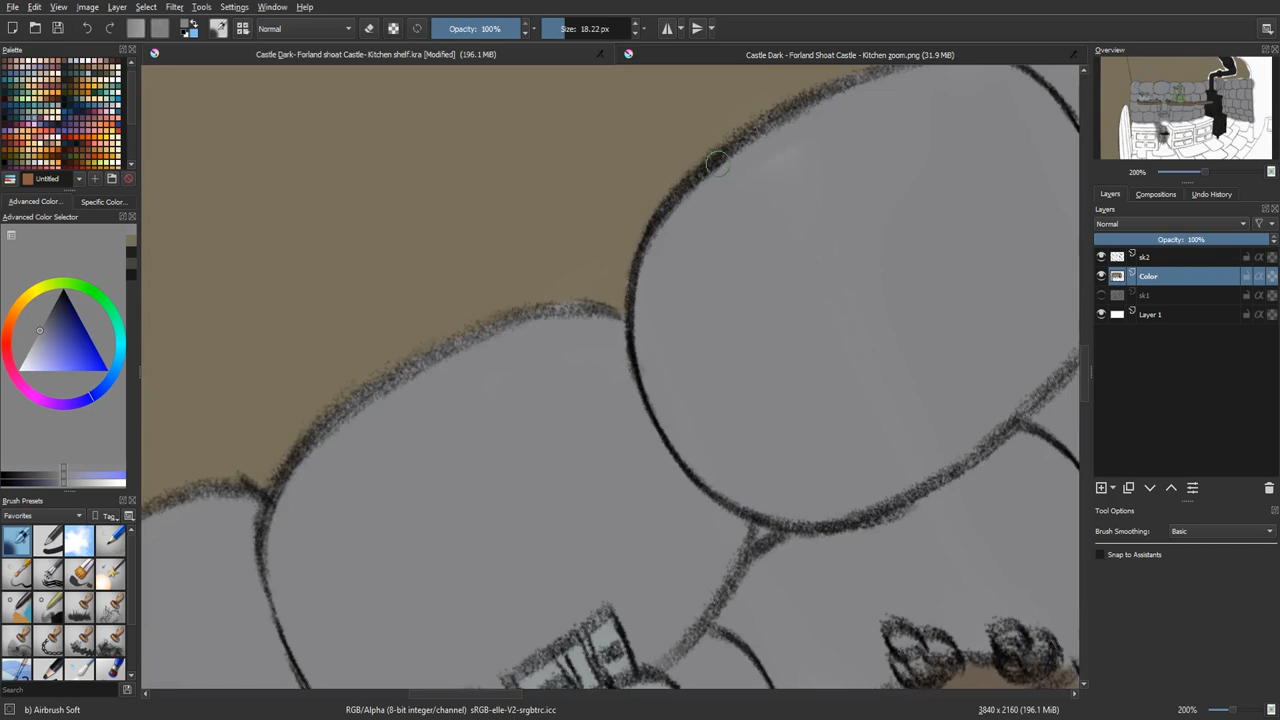 File Edit View Image Layer Select Filter Tools Settings Window Help
Normal Opacity: 100% Size: 18.22 px
Palette Castle Dark- Forland shoat Castle- Kitchen shelf.kra [Modified] (196.1 MB) Castle Dark - Forland Shoat Castle - Kitchen zoom.png (31.9 MB) Overview
200%
Untitled
Advanced Color... Specific Color...
Advanced Color Selector
Layers Compositions Undo History
Layers
Normal
Opacity: 100%
sk2
Color
sk1
Layer 1
Brush Presets
Favorites Tag
Tool Options
Brush Smoothing: Basic
Snap to Assistants
Search
b) Airbrush Soft RGB/Alpha (8-bit integer/channel) sRGB-elle-V2-srgbtrc.icc 3840 x 2160 (196.1 MiB) 200%